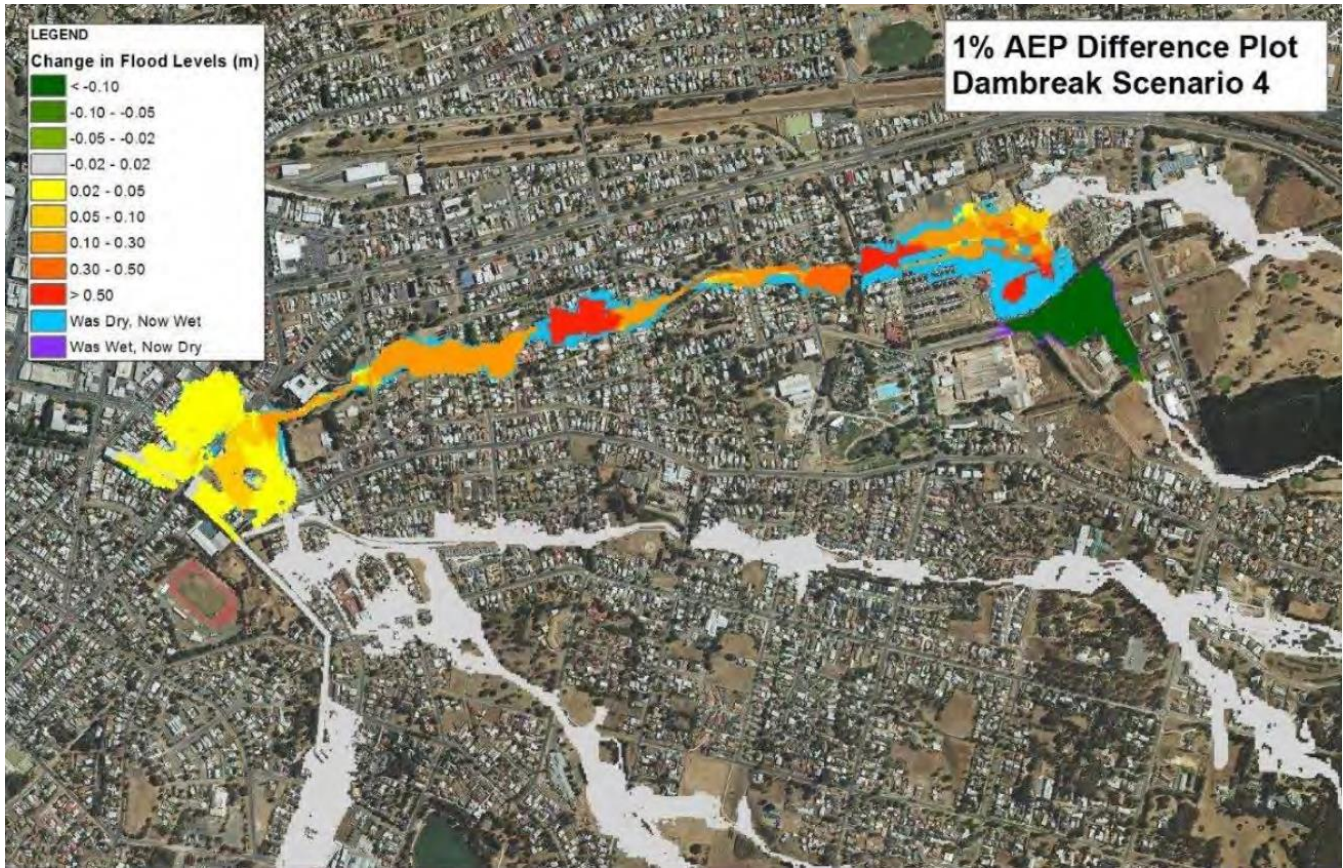 LEGEND
Change in Flood Levels (m)
< -0.10
-0.10 - -0.05
-0.05 - -0.02
-0.02 - 0.02
0.02 - 0.05
0.05 - 0.10
0.10 - 0.30
0.30 - 0.50
> 0.50
Was Dry, Now Wet
Was Wet, Now Dry
1% AEP Difference Plot
Dambreak Scenario 4